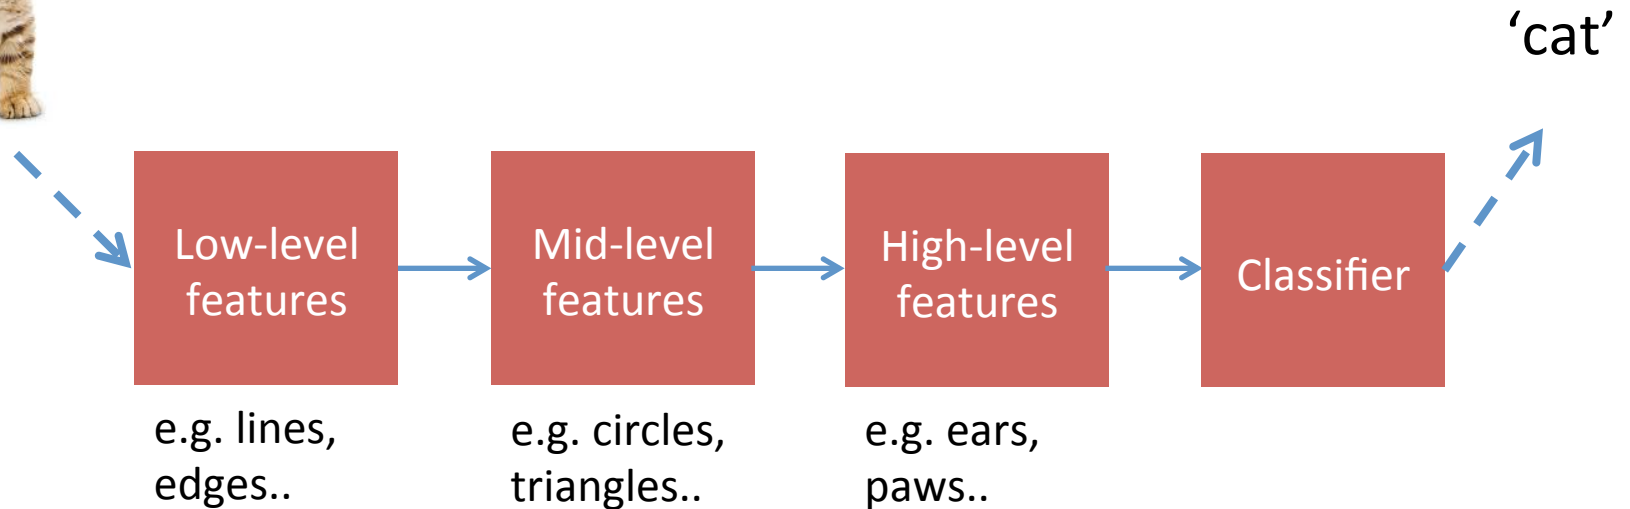 ‘cat’
Low-level
features
Mid-level
features
High-level
features
Classifier
e.g. lines,
edges..
e.g. circles,
triangles..
e.g. ears,
paws..